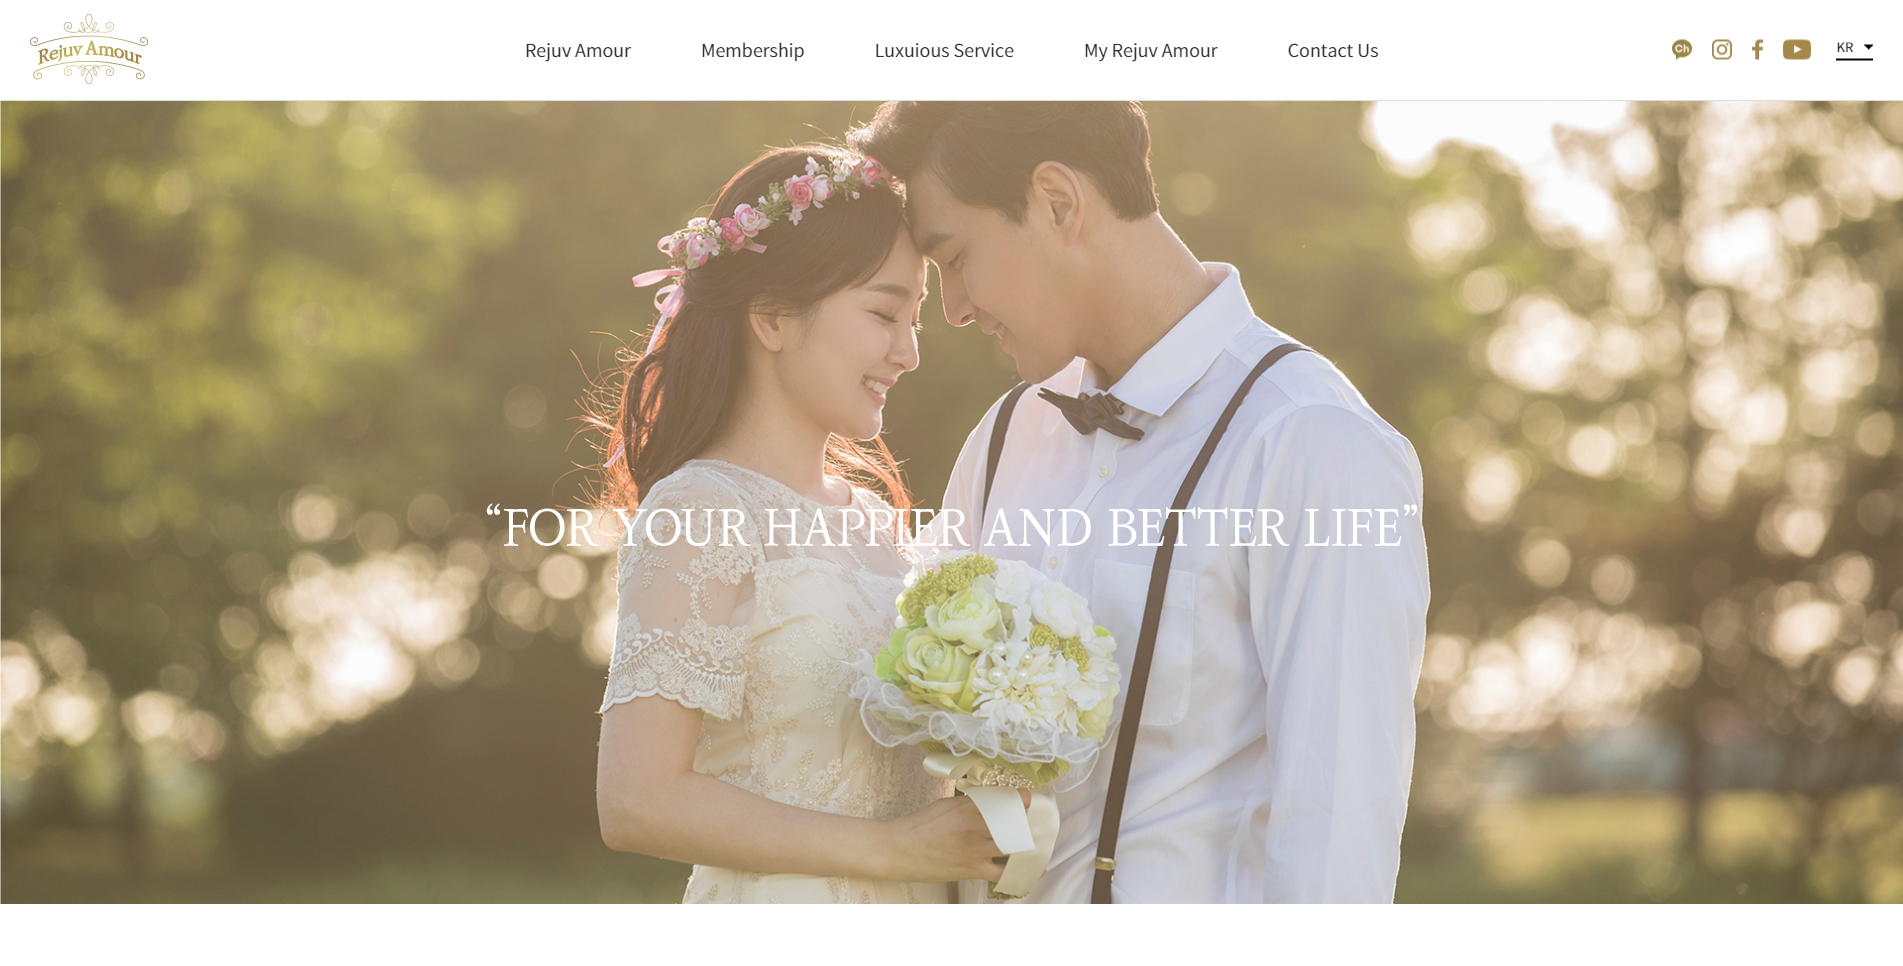 Rejuv Amour
Rejuv Amour
Membership
Luxuious Service
My Rejuv Amour
Contact Us
Ch
KR
“FOR YOUR HAPPIER AND BETTER LIFE”